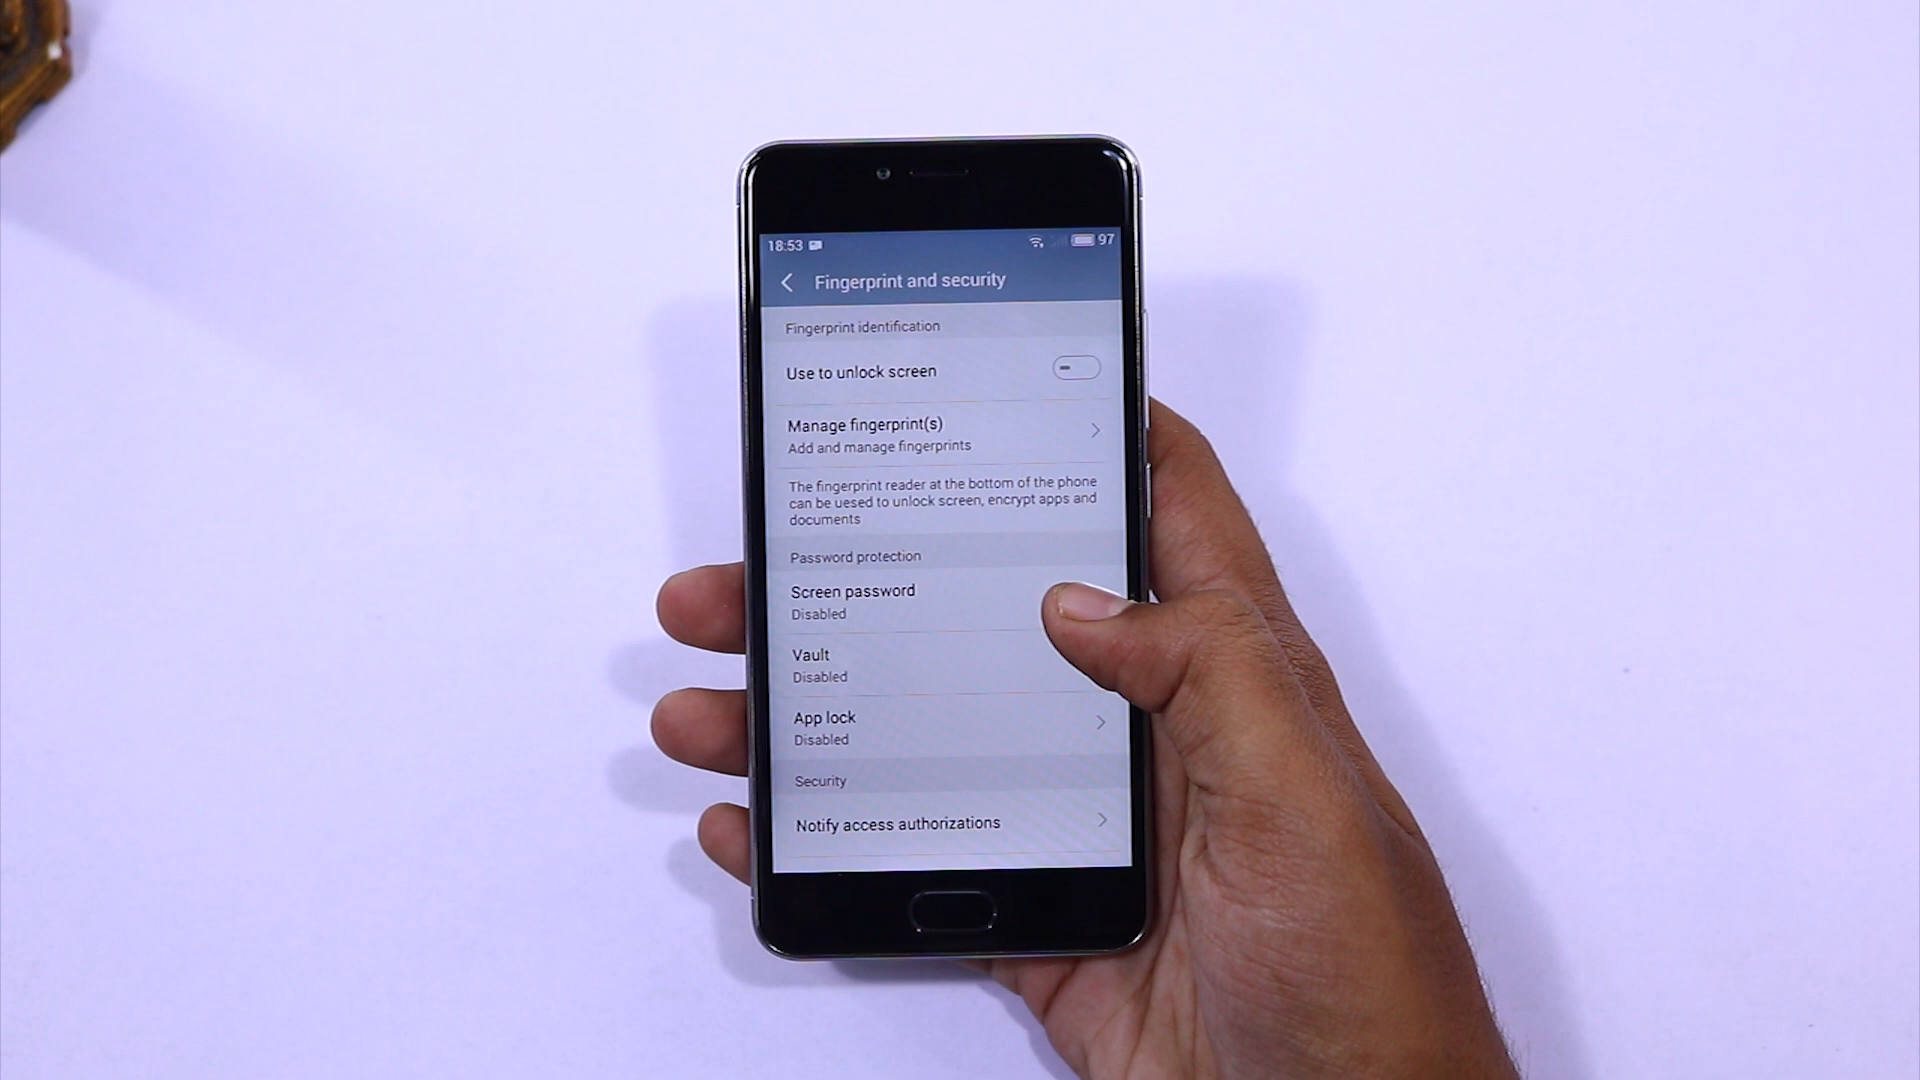 18:53 97
Fingerprint and security
Fingerprint identification
Use to unlock screen
Manage fingerprint(s)
Add and manage fingerprints
The fingerprint reader at the bottom of the phone
can be uesed to unlock screen, encrypt apps and
documents
Password protection
Screen password
Disabled
Vault
Disabled
App lock
Disabled
Security
Notify access authorizations